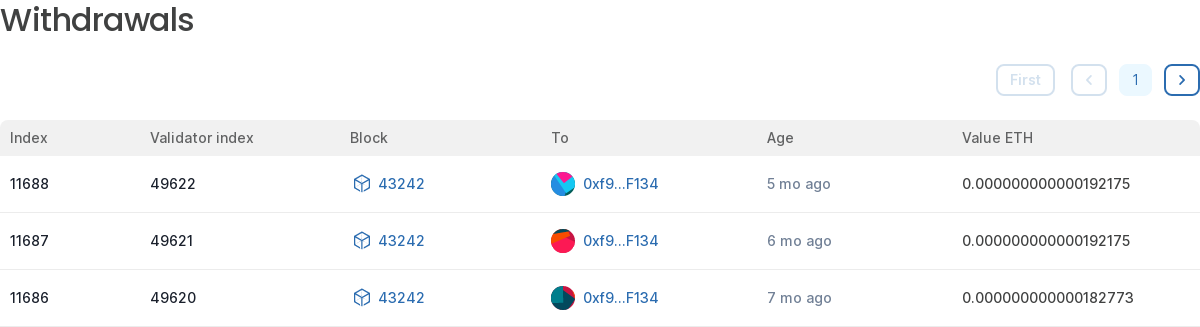 Withdrawals
First 1
Index Validator index Block To Age Value ETH
11688 49622 43242 0xf9...F134 5 mo ago 0.000000000000192175
11687 49621 43242 0xf9...F134 6 mo ago 0.000000000000192175
11686 49620 43242 0xf9...F134 7 mo ago 0.000000000000182773